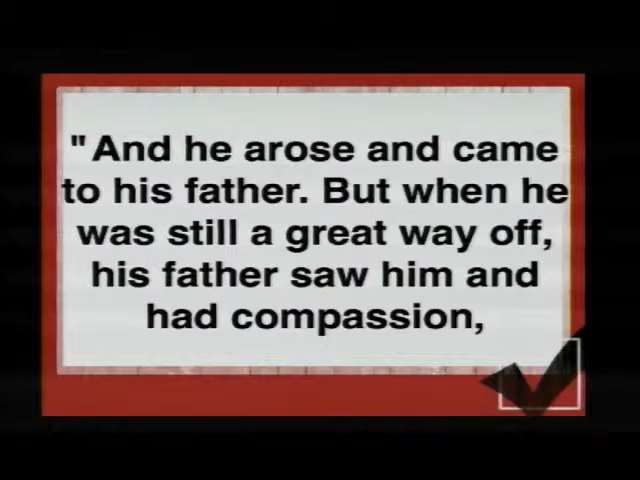 "And he arose and came
to his father. But when he
was still a great way off,
his father saw him and
had compassion,